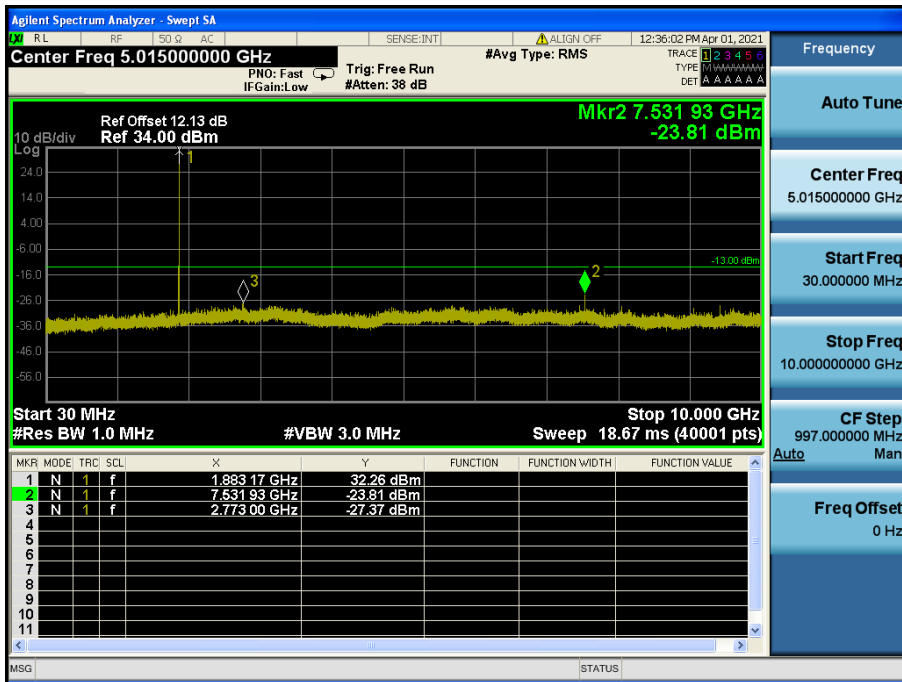 Agilent Spectrum Analyzer - Swept SA
LXI RL RF 50 Ω AC SENSE:INT ALIGN OFF 12:36:02 PM Apr 01, 2021
Center Freq 5.015000000 GHz
PNO: Fast
IFGain:Low
Trig: Free Run
#Atten: 38 dB
#Avg Type: RMS
TRACE 1 2 3 4 5 6
TYPE M WWWWW
DET A A A A A A
Frequency
Auto Tune
Center Freq
5.015000000 GHz
Start Freq
30.000000 MHz
Stop Freq
10.000000000 GHz
CF Step
997.000000 MHz
Auto Man
Freq Offset
0 Hz
Mkr2 7.531 93 GHz
-23.81 dBm
Ref Offset 12.13 dB
10 dB/div Ref 34.00 dBm
Log
1
24.0
14.0
4.00
-6.00
-13.00 dBm
-16.0
3
2
-26.0
-36.0
-46.0
-56.0
Start 30 MHz Stop 10.000 GHz
#Res BW 1.0 MHz #VBW 3.0 MHz Sweep 18.67 ms (40001 pts)
MKR MODE TRC SCL X Y FUNCTION FUNCTION WIDTH FUNCTION VALUE
1 N 1 f 1.883 17 GHz 32.26 dBm
2 N 1 f 7.531 93 GHz -23.81 dBm
3 N 1 f 2.773 00 GHz -27.37 dBm
4
5
6
7
8
9
10
11
MSG STATUS